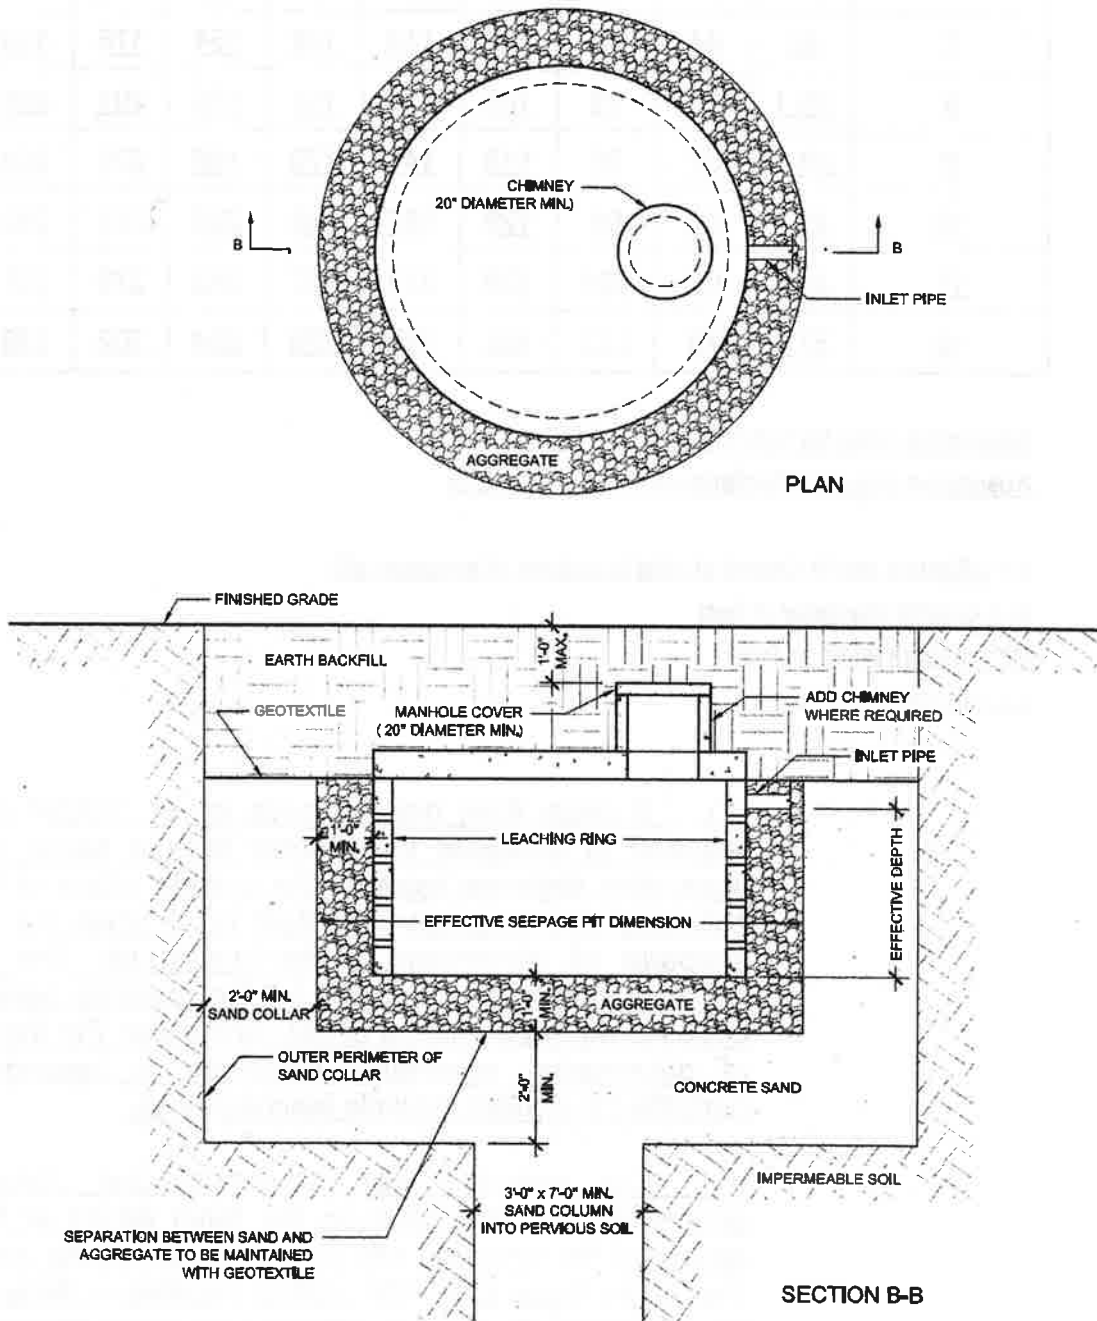 CHIMNEY
20" DIAMETER MIN.)
B
B
INLET PIPE
AGGREGATE
PLAN
FINISHED GRADE
EARTH BACKFILL
1'-0"
MAX.
GEOTEXTILE
MANHOLE COVER
( 20" DIAMETER MIN.)
ADD CHIMNEY
WHERE REQUIRED
INLET PIPE
1'-0"
MIN.
LEACHING RING
EFFECTIVE DEPTH
EFFECTIVE SEEPAGE PIT DIMENSION
2'-0" MIN.
SAND COLLAR
1'-0"
MIN.
AGGREGATE
OUTER PERIMETER OF
SAND COLLAR
2'-0"
MIN.
CONCRETE SAND
IMPERMEABLE SOIL
3'-0" x 7'-0" MIN.
SAND COLUMN
INTO PERVIOUS SOIL
SEPARATION BETWEEN SAND AND
AGGREGATE TO BE MAINTAINED
WITH GEOTEXTILE
SECTION B-B